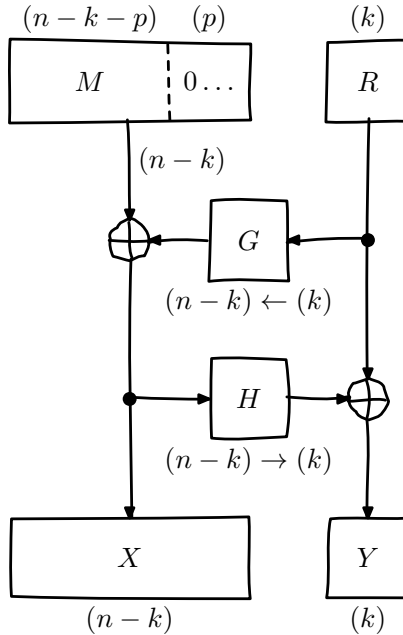 (n − k − p) (p) (k)
M 0 … R
(n − k)
G
(n − k) ← (k)
H
(n − k) → (k)
X Y
(n − k) (k)